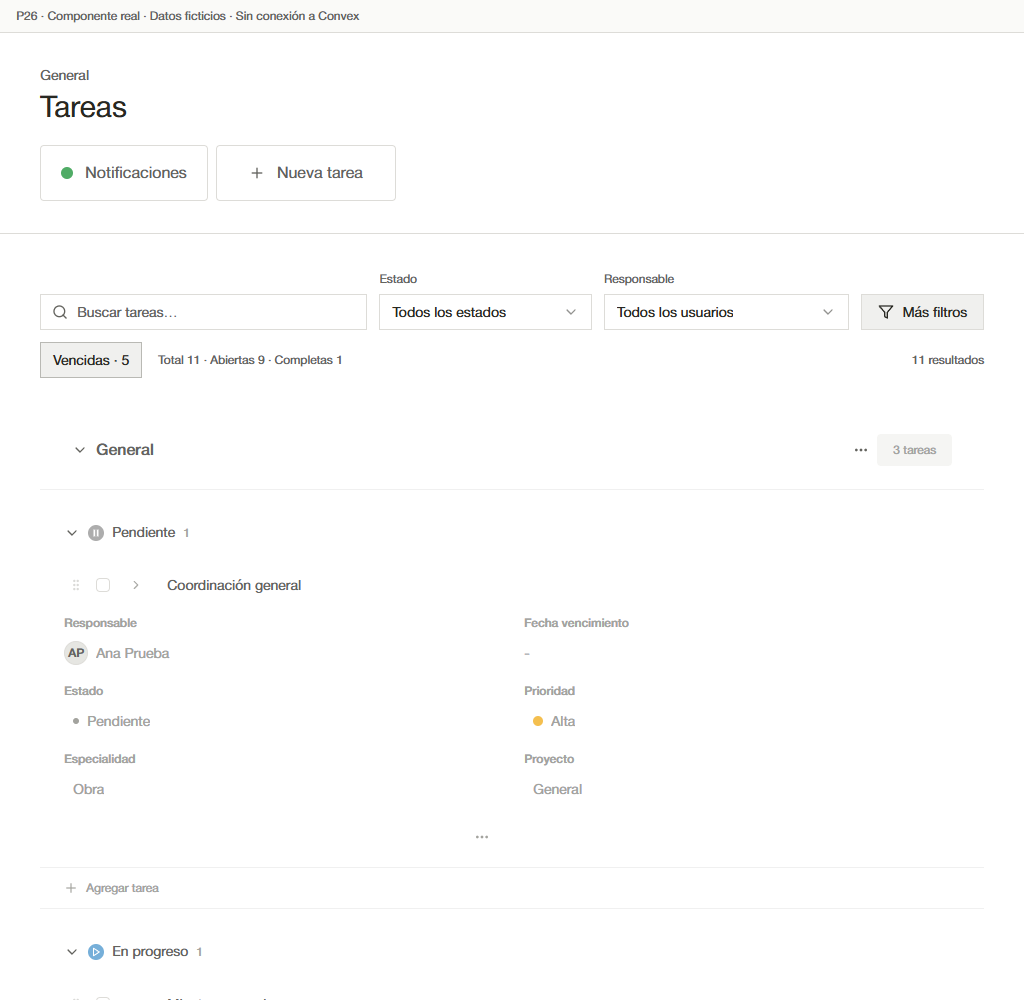 P26 · Componente real · Datos ficticios · Sin conexión a Convex
General
Tareas
Notificaciones
Nueva tarea
Estado
Responsable
Buscar tareas…
Todos los estados
Todos los usuarios
Más filtros
Vencidas · 5
Total 11 · Abiertas 9 · Completas 1
11 resultados
General
3 tareas
Pendiente 1
Coordinación general
Responsable
Fecha vencimiento
AP Ana Prueba
-
Estado
Prioridad
Pendiente
Alta
Especialidad
Proyecto
Obra
General
Agregar tarea
En progreso 1